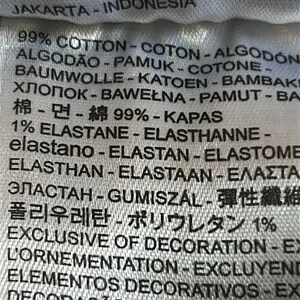 JAKARTA - INDONESIA
99% COTTON - COTON - ALGODÓN
ALGODÃO - PAMUK - COTONE -
BAUMWOLLE - KATOEN - BAMBAK
ХЛОПОК - BAWEŁNA - PAMUT - BA
棉 - 면 - 綿 99% - KAPAS
1% ELASTANE - ELASTHANNE -
elastano - ELASTAN - ELASTOME
ELASTHAN - ELASTAAN - ΕΛΑΣΤΑ
ЭЛАСТАН - GUMISZÁL - 彈性纖
폴리우레탄 - ポリウレタン 1%
EXCLUSIVE OF DECORATION - EX
L'ORNEMENTATION - EXCLUYEN
ELEMENTOS DECORATIVOS - EX